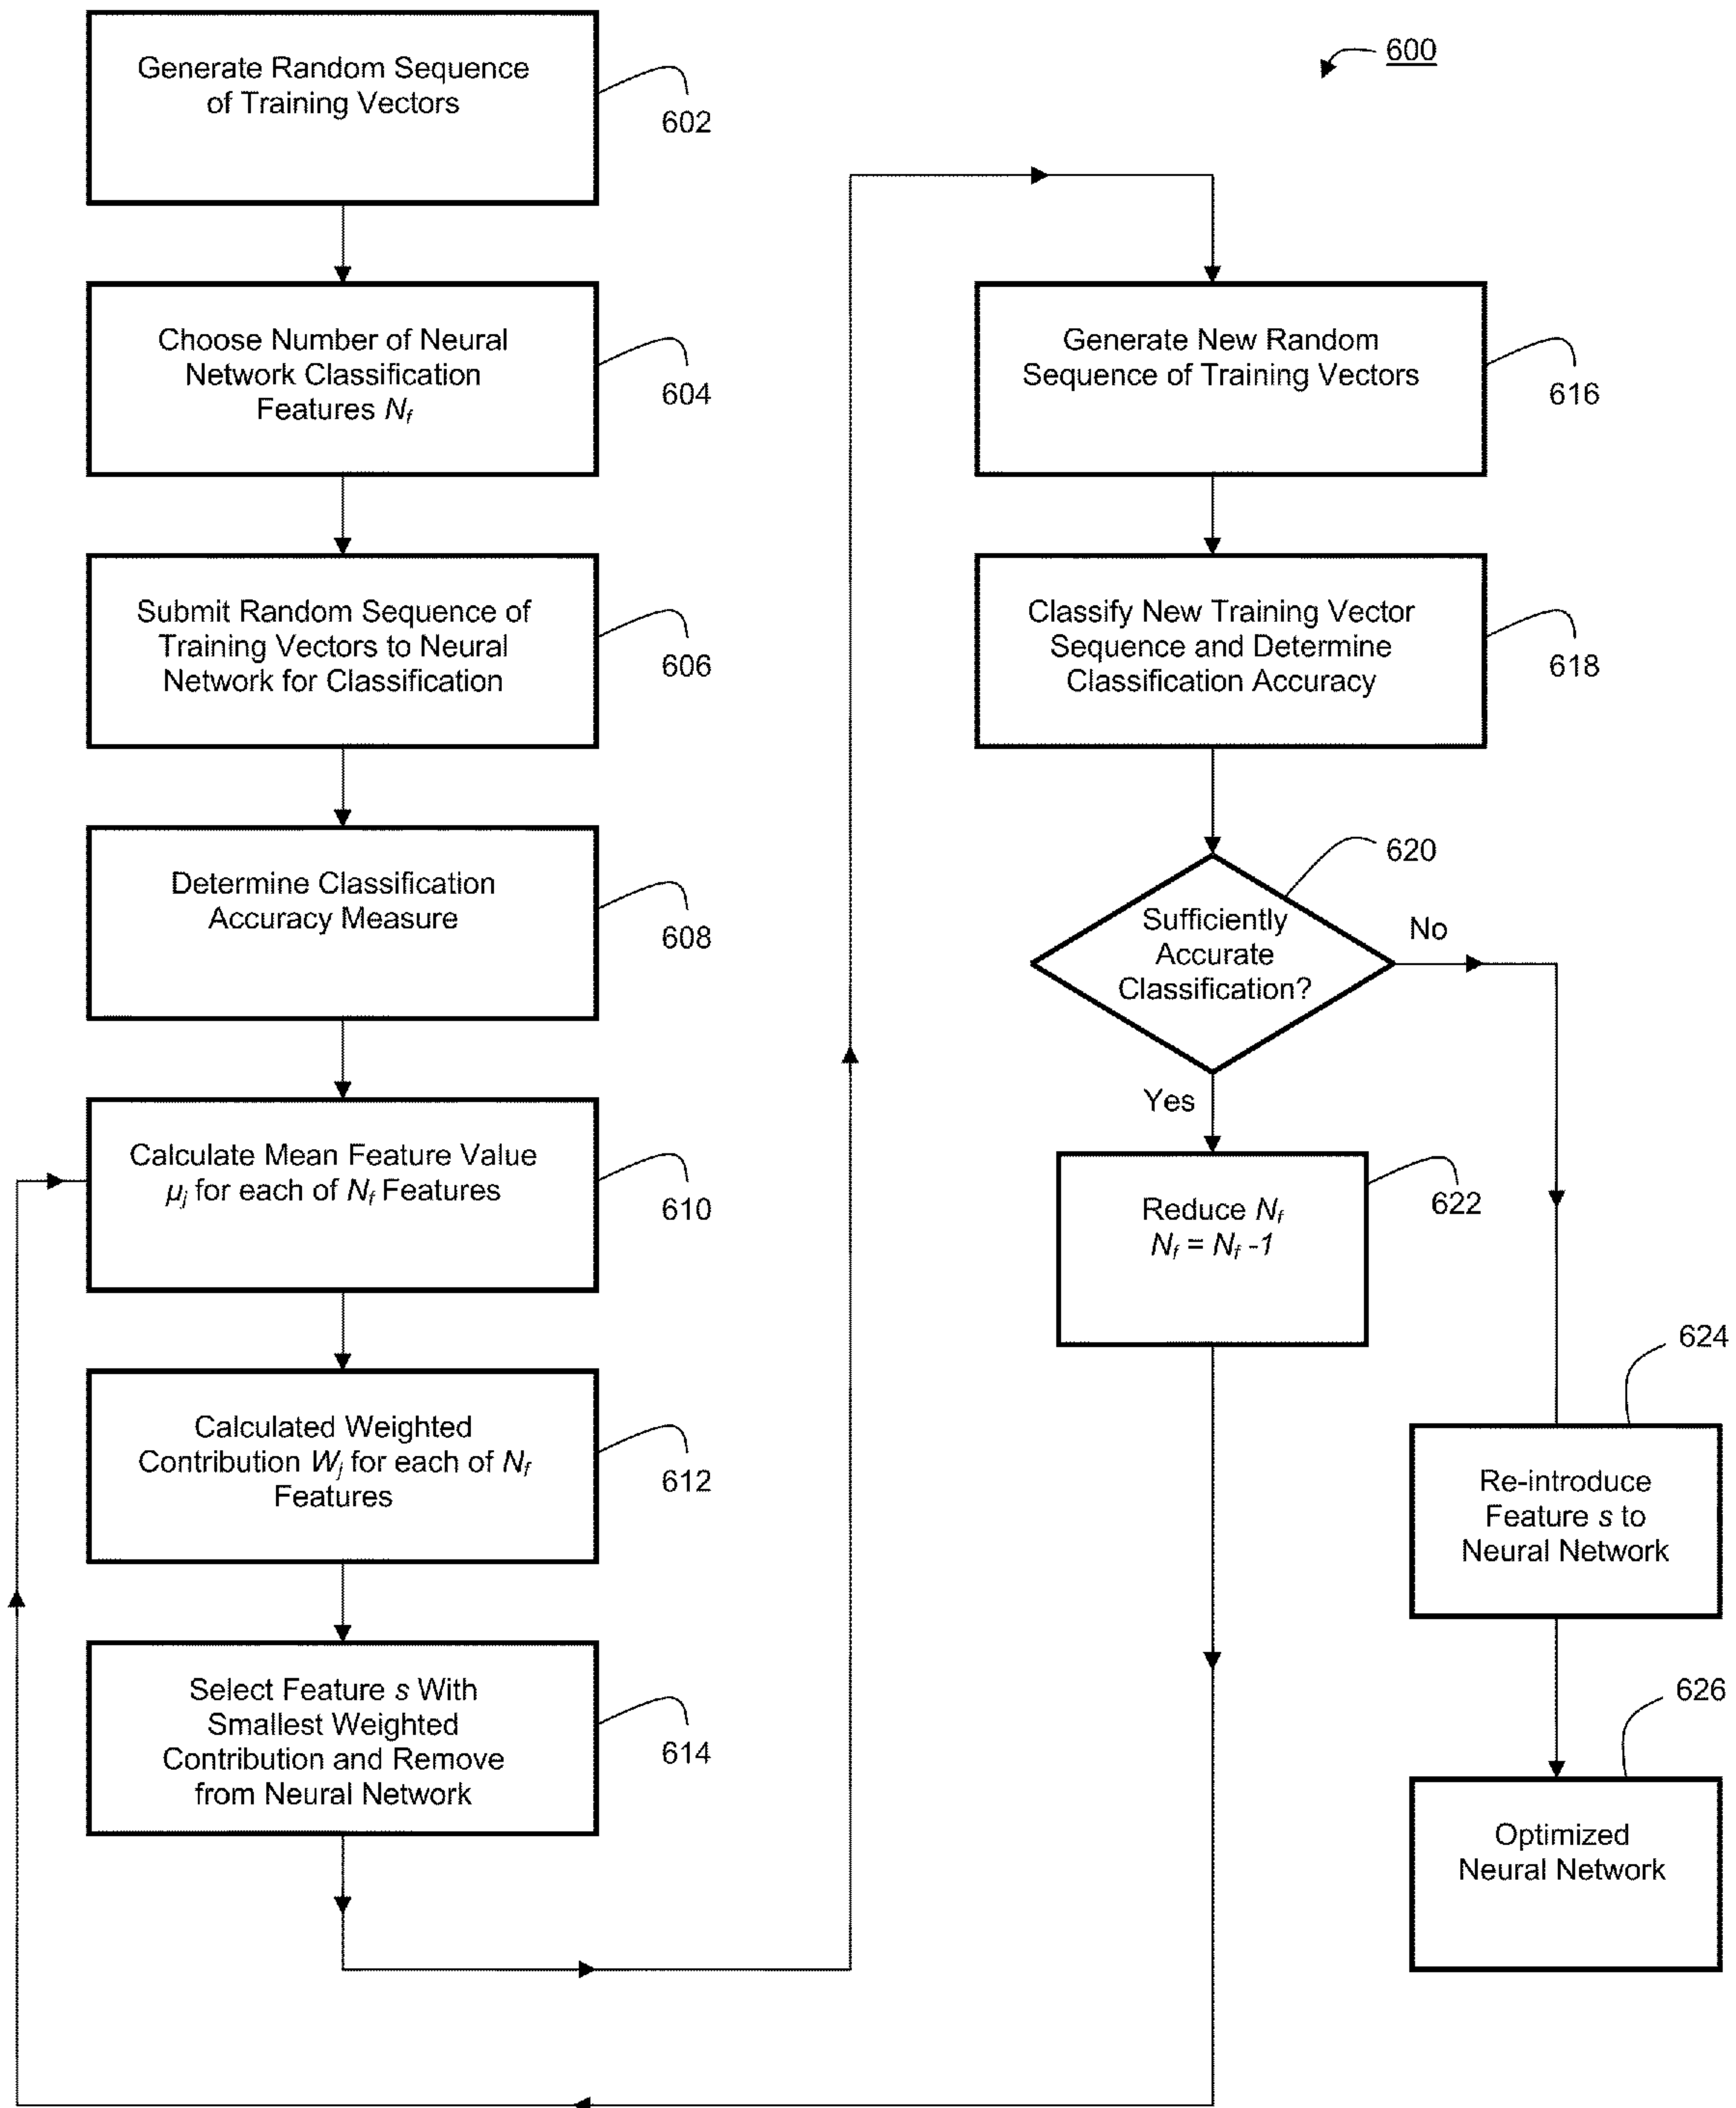 600
Generate Random Sequence
of Training Vectors
602
Choose Number of Neural
Network Classification
Features Nf
604
Submit Random Sequence of
Training Vectors to Neural
Network for Classification
606
Determine Classification
Accuracy Measure
608
Calculate Mean Feature Value
μj for each of Nf Features
610
Calculated Weighted
Contribution Wj for each of Nf
Features
612
Select Feature s With
Smallest Weighted
Contribution and Remove
from Neural Network
614
Generate New Random
Sequence of Training Vectors
616
Classify New Training Vector
Sequence and Determine
Classification Accuracy
618
620
Sufficiently
Accurate
Classification?
No
Yes
Reduce Nf
Nf = Nf -1
622
624
Re-introduce
Feature s to
Neural Network
626
Optimized
Neural Network